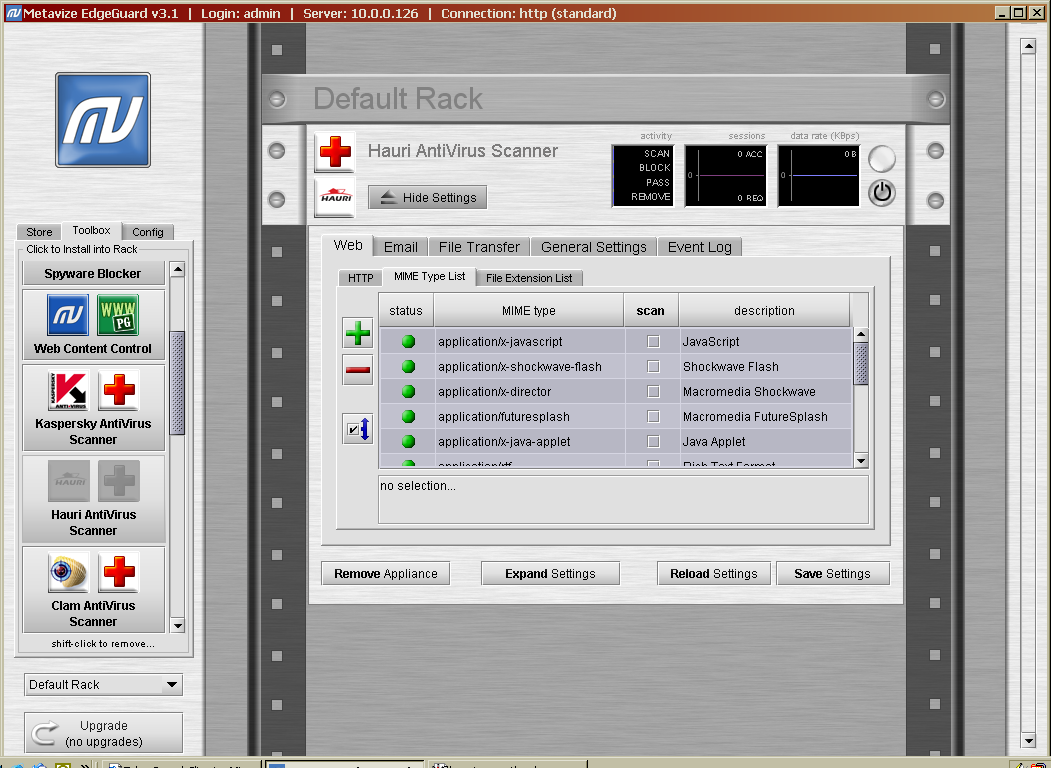 Metavize EdgeGuard v3.1 | Login: admin | Server: 10.0.0.126 | Connection: http (standard)
Default Rack
Hauri AntiVirus Scanner
HAURI
Hide Settings
activity
SCAN
BLOCK
PASS
REMOVE
sessions
0 ACC
0
0 REQ
data rate (KBps)
0 B
0
Store
Toolbox
Config
Click to Install into Rack
Spyware Blocker
WWW
PG
Web Content Control
Kaspersky AntiVirus
Scanner
HAURI
Hauri AntiVirus
Scanner
Clam AntiVirus
Scanner
shift-click to remove...
Default Rack
Upgrade
(no upgrades)
Web
Email
File Transfer
General Settings
Event Log
HTTP
MIME Type List
File Extension List
status
MIME type
scan
description
application/x-javascript
JavaScript
application/x-shockwave-flash
Shockwave Flash
application/x-director
Macromedia Shockwave
application/futuresplash
Macromedia FutureSplash
application/x-java-applet
Java Applet
application/rtf
Rich Text Format
no selection...
Remove Appliance
Expand Settings
Reload Settings
Save Settings